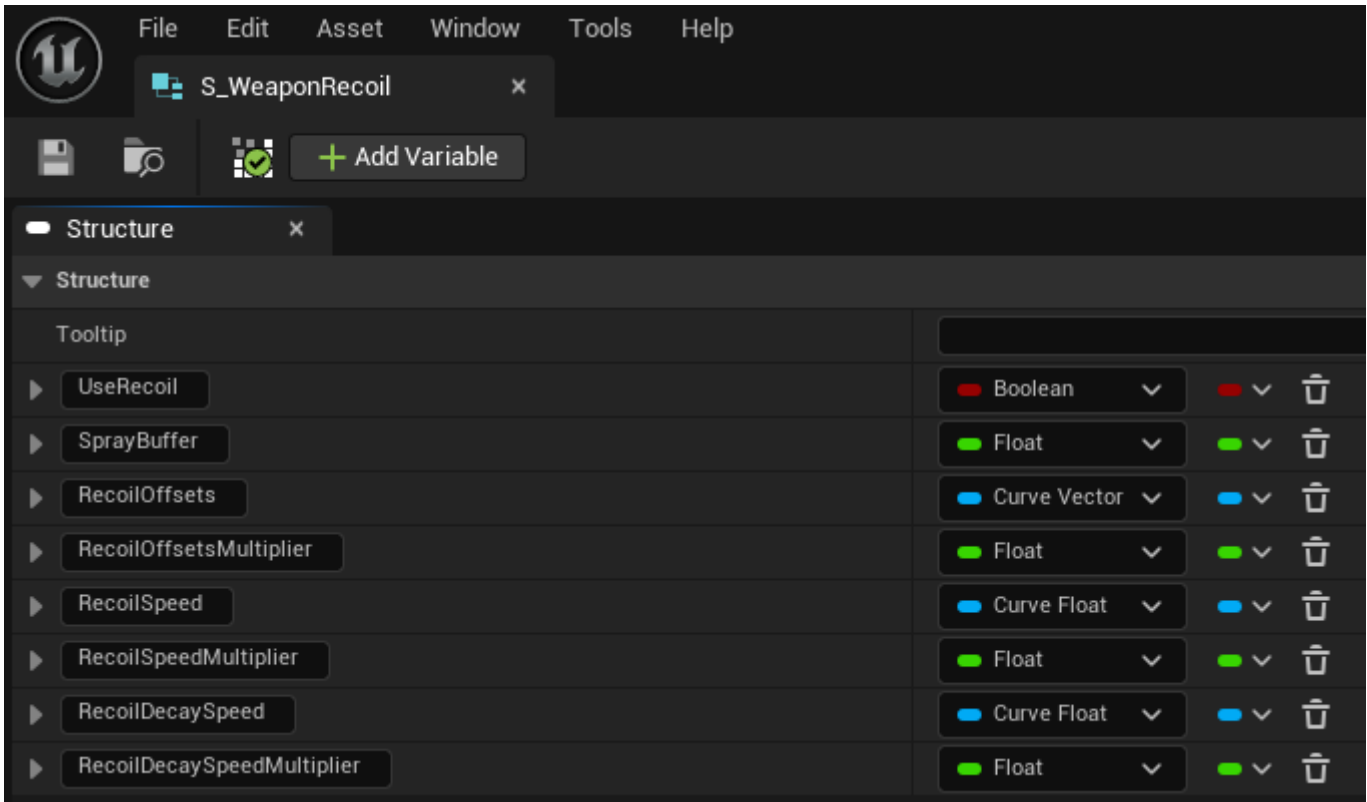 File Edit Asset Window Tools Help
S_WeaponRecoil
Add Variable
Structure
Structure
Tooltip
UseRecoil Boolean
SprayBuffer Float
RecoilOffsets Curve Vector
RecoilOffsetsMultiplier Float
RecoilSpeed Curve Float
RecoilSpeedMultiplier Float
RecoilDecaySpeed Curve Float
RecoilDecaySpeedMultiplier Float